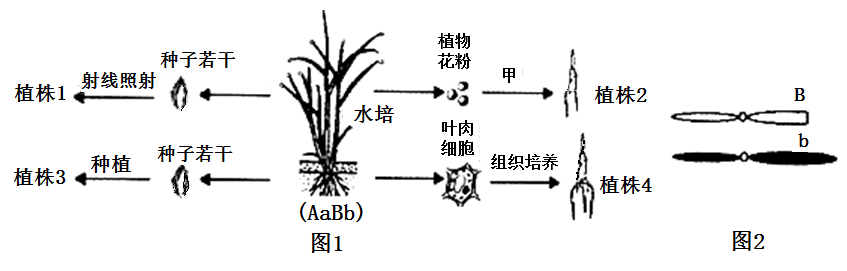 植株1
射线照射
种子若干
水培
植物
花粉
甲
植株2
植株3
种植
种子若干
(AaBb)
叶肉
细胞
组织培养
植株4
图1
B
b
图2